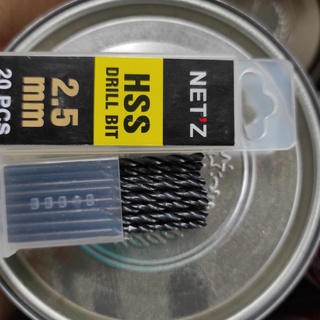 NET'Z
HSS
DRILL BIT
2.5
mm
20 PCS